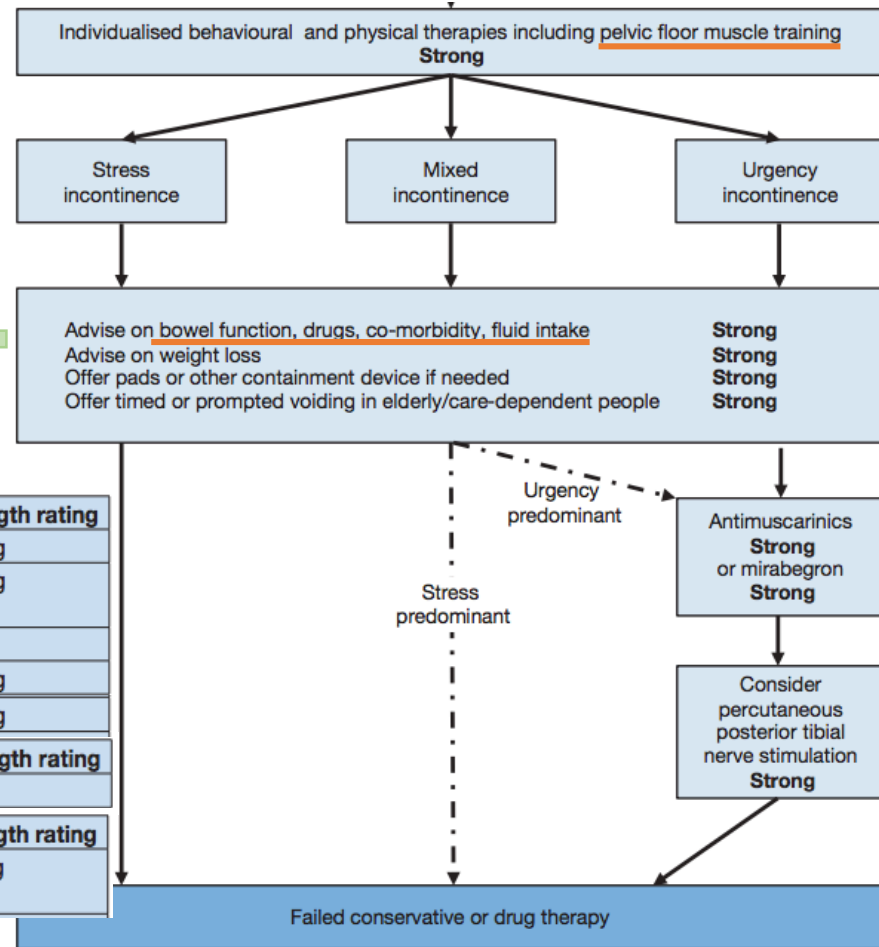 Individualised behavioural and physical therapies including pelvic floor muscle training
Strong
Stress
incontinence
Mixed
incontinence
Urgency
incontinence
Advise on bowel function, drugs, co-morbidity, fluid intake Strong
Advise on weight loss Strong
Offer pads or other containment device if needed Strong
Offer timed or prompted voiding in elderly/care-dependent people Strong
Urgency
predominant
Antimuscarinics
Strong
or mirabegron
Strong
Stress
predominant
Consider
percutaneous
posterior tibial
nerve stimulation
Strong
rating
rating
rating
Failed conservative or drug therapy